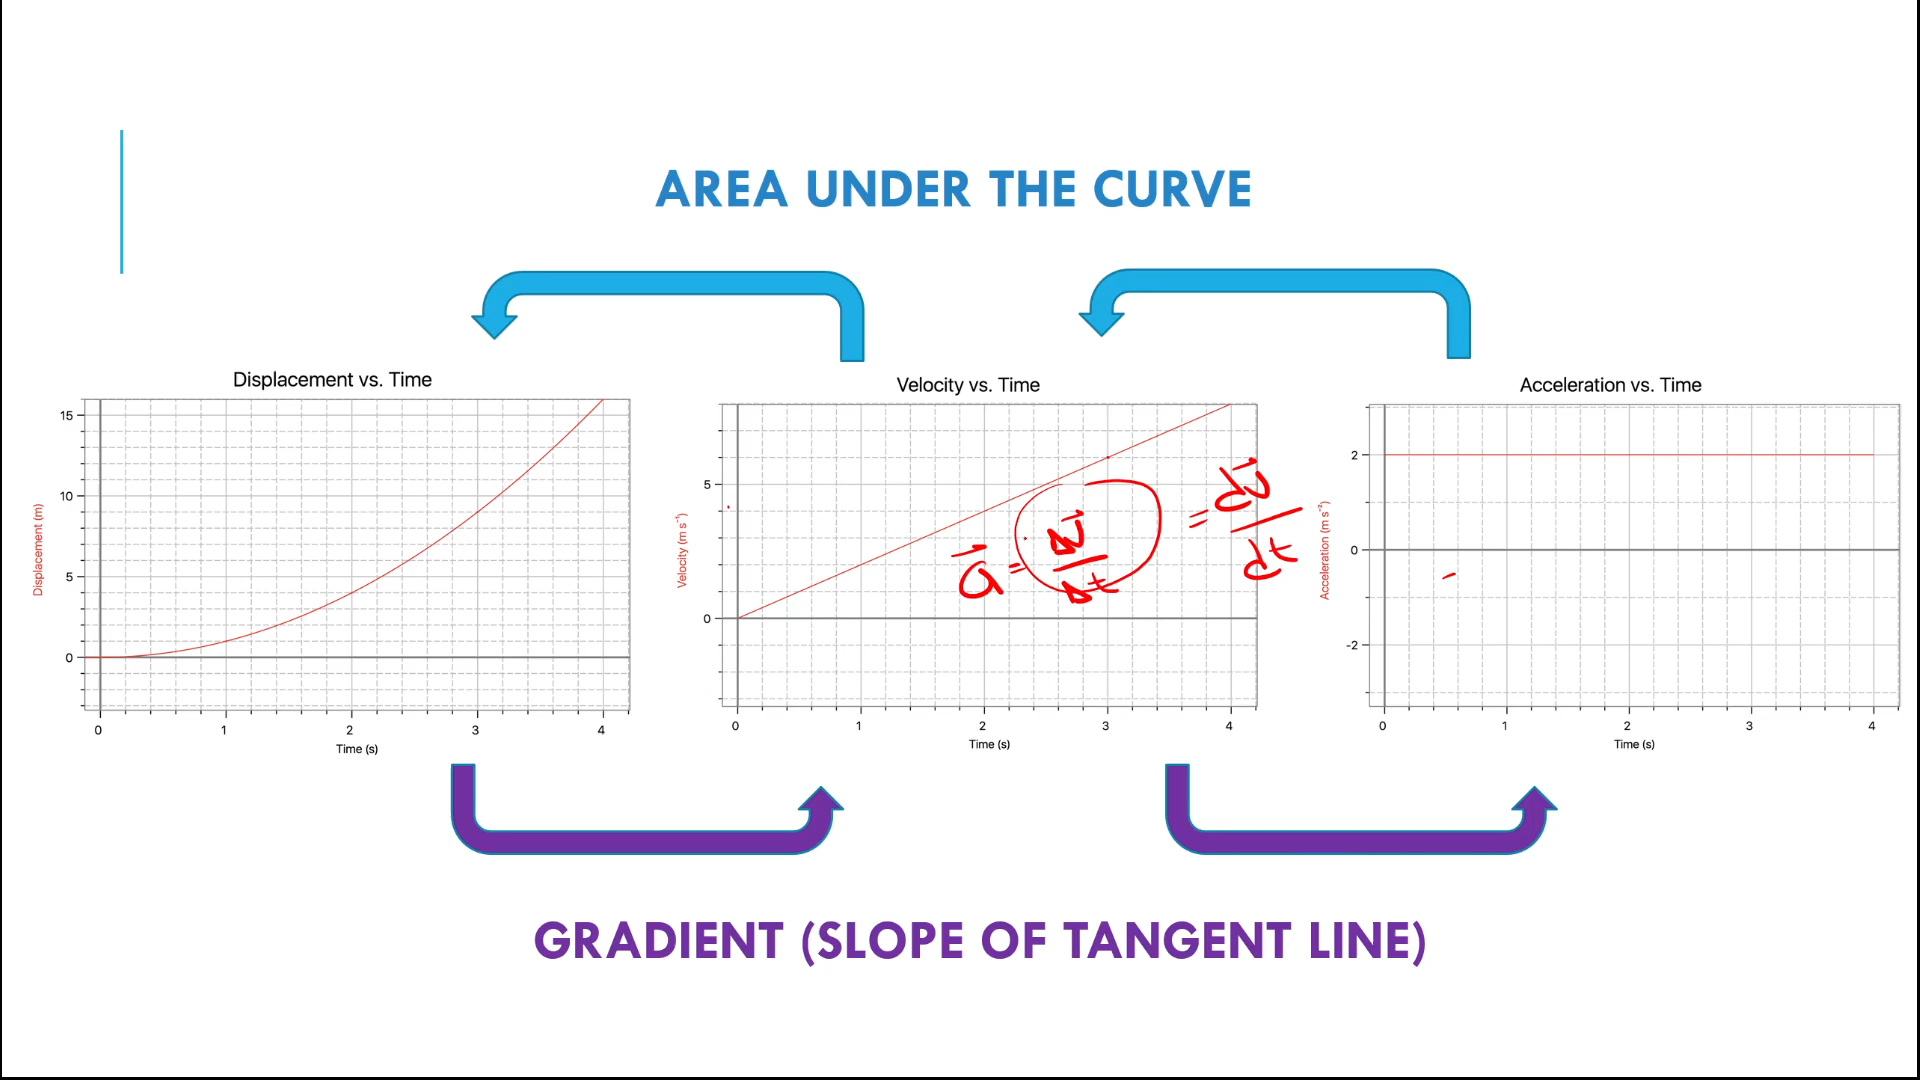 AREA UNDER THE CURVE
Displacement vs. Time
15
10
5
0
Displacement (m)
0 1 2 3 4
Time (s)
Velocity vs. Time
5
0
Velocity (m s⁻¹)
0 1 2 3 4
Time (s)
a⃗ = Δv⃗/Δt = dv⃗/dt
Acceleration vs. Time
2
0
-2
Acceleration (m s⁻²)
0 1 2 3 4
Time (s)
GRADIENT (SLOPE OF TANGENT LINE)